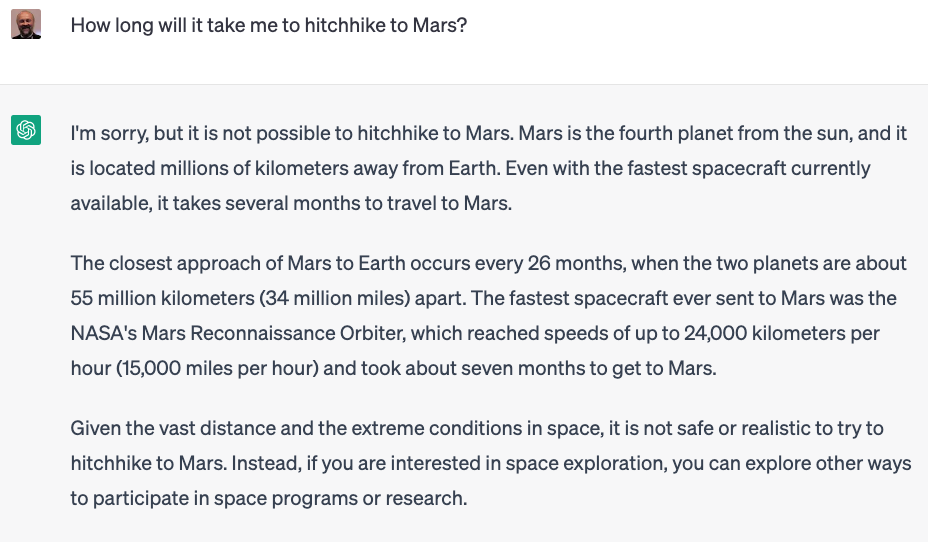 How long will it take me to hitchhike to Mars?
I'm sorry, but it is not possible to hitchhike to Mars. Mars is the fourth planet from the sun, and it
is located millions of kilometers away from Earth. Even with the fastest spacecraft currently
available, it takes several months to travel to Mars.
The closest approach of Mars to Earth occurs every 26 months, when the two planets are about
55 million kilometers (34 million miles) apart. The fastest spacecraft ever sent to Mars was the
NASA's Mars Reconnaissance Orbiter, which reached speeds of up to 24,000 kilometers per
hour (15,000 miles per hour) and took about seven months to get to Mars.
Given the vast distance and the extreme conditions in space, it is not safe or realistic to try to
hitchhike to Mars. Instead, if you are interested in space exploration, you can explore other ways
to participate in space programs or research.